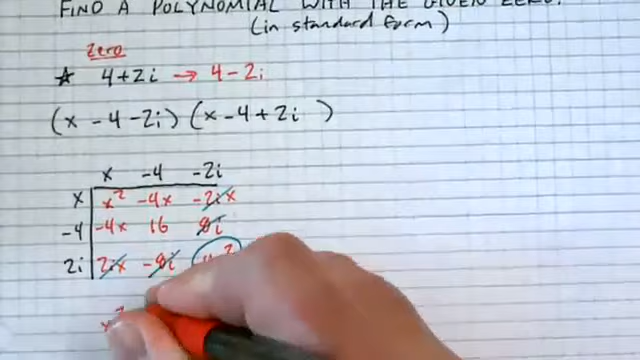 FIND A POLYNOMIAL WITH THE GIVEN ZERO.
(in standard form)
Zero
★ 4+2i → 4-2i
(x -4-2i)(x-4+2i )
x -4 -2i
x x² -4x -2ix
-4 -4x 16 8i
2i 2ix -8i